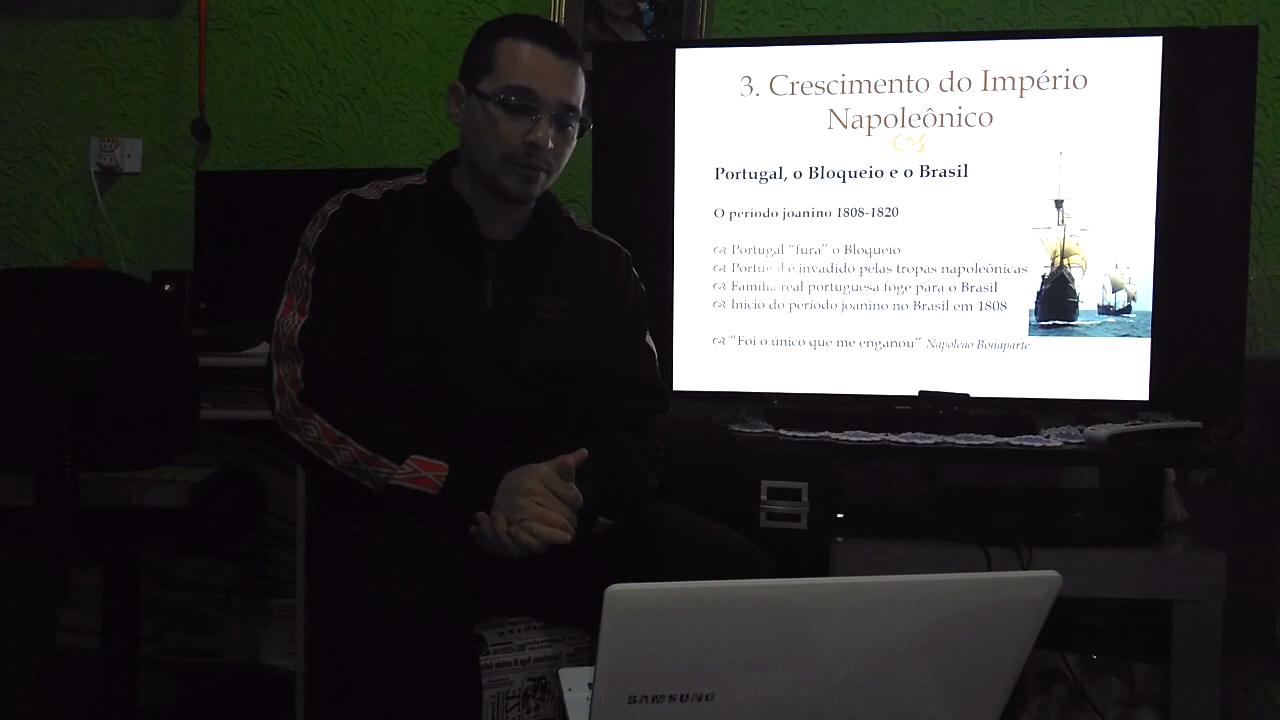 3. Crescimento do Império
Napoleônico
Portugal, o Bloqueio e o Brasil
O período joanino 1808-1820
Portugal “fura” o Bloqueio
Portugal é invadido pelas tropas napoleônicas
Família real portuguesa foge para o Brasil
Início do período joanino no Brasil em 1808
“Foi o único que me enganou” Napoleão Bonaparte
SAMSUNG